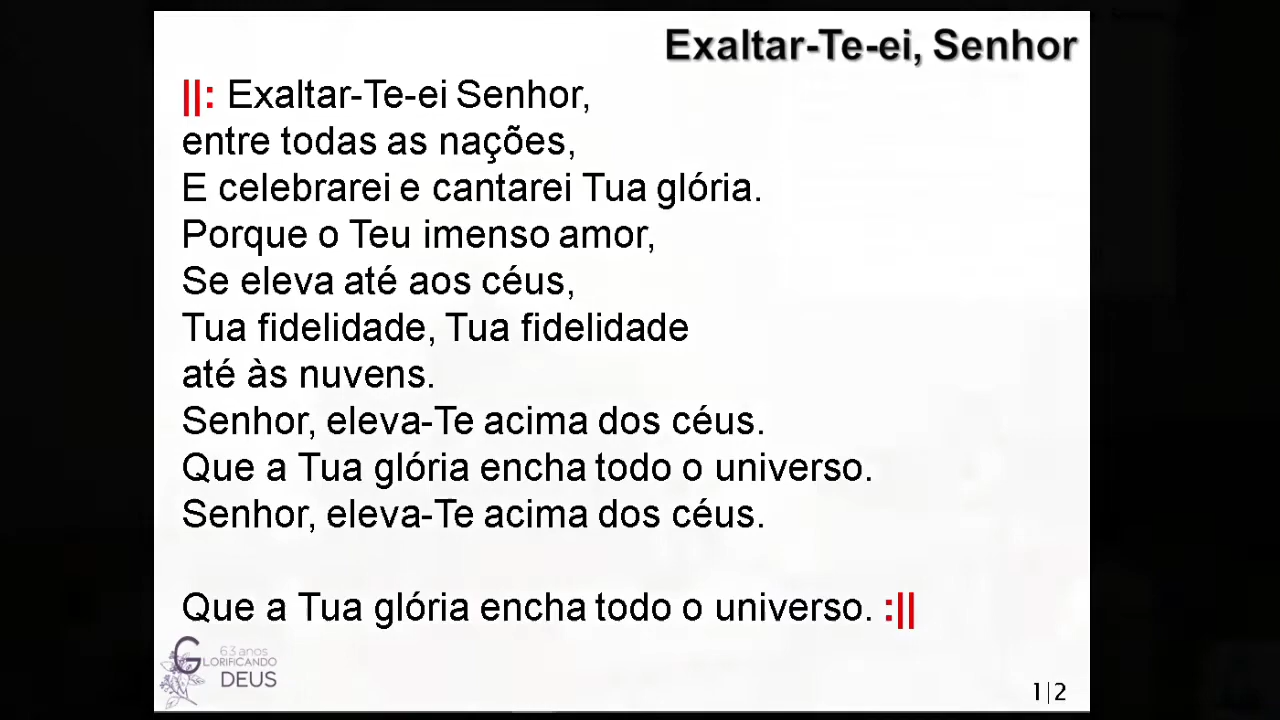 Exaltar-Te-ei, Senhor
||: Exaltar-Te-ei Senhor,
entre todas as nações,
E celebrarei e cantarei Tua glória.
Porque o Teu imenso amor,
Se eleva até aos céus,
Tua fidelidade, Tua fidelidade
até às nuvens.
Senhor, eleva-Te acima dos céus.
Que a Tua glória encha todo o universo.
Senhor, eleva-Te acima dos céus.
Que a Tua glória encha todo o universo. :||
63 anos
GLORIFICANDO
DEUS
1|2